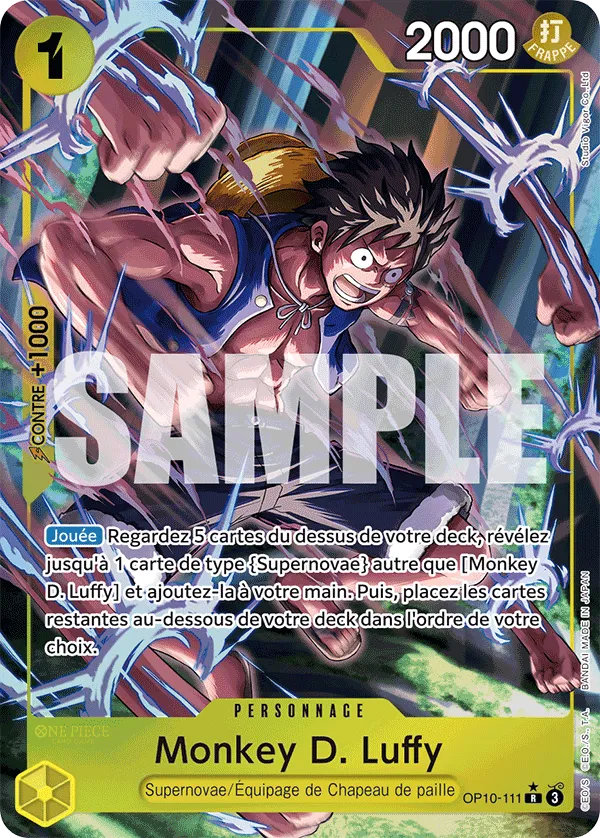 1
2000
打
FRAPPE
Studio Vigor Co.,Ltd
CONTRE +1000
SAMPLE
Jouée Regardez 5 cartes du dessus de votre deck, révélez
jusqu'à 1 carte de type {Supernovae} autre que [Monkey
D. Luffy] et ajoutez-la à votre main. Puis, placez les cartes
restantes au-dessous de votre deck dans l'ordre de votre
choix.
©E.O./S. ©E.O./S.,T.A. BANDAI MADE IN JAPAN
PERSONNAGE
ONE PIECE
Monkey D. Luffy
Supernovae/Équipage de Chapeau de paille
OP10-111 ★ R 3